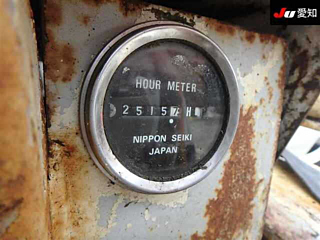 JU 愛知
HOUR METER
2515 H
NIPPON SEIKI
JAPAN